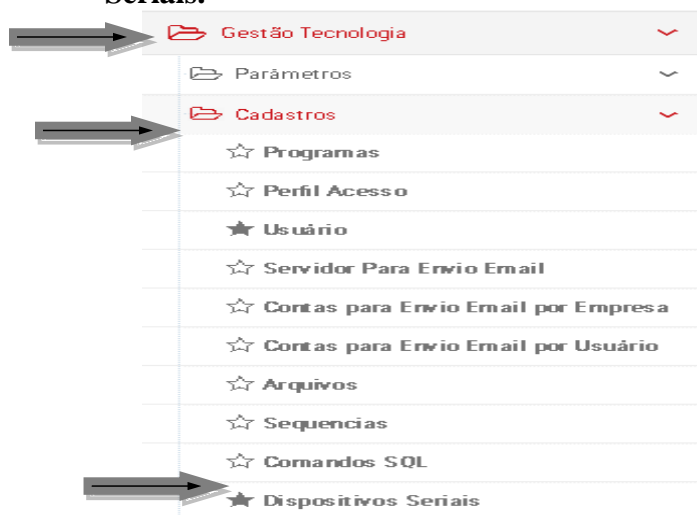 Seriais.
Gestão Tecnologia
Parâmetros
Cadastros
Programas
Perfil Acesso
Usuário
Servidor Para Envio Email
Contas para Envio Email por Empresa
Contas para Envio Email por Usuário
Arquivos
Sequencias
Comandos SQL
Dispositivos Seriais